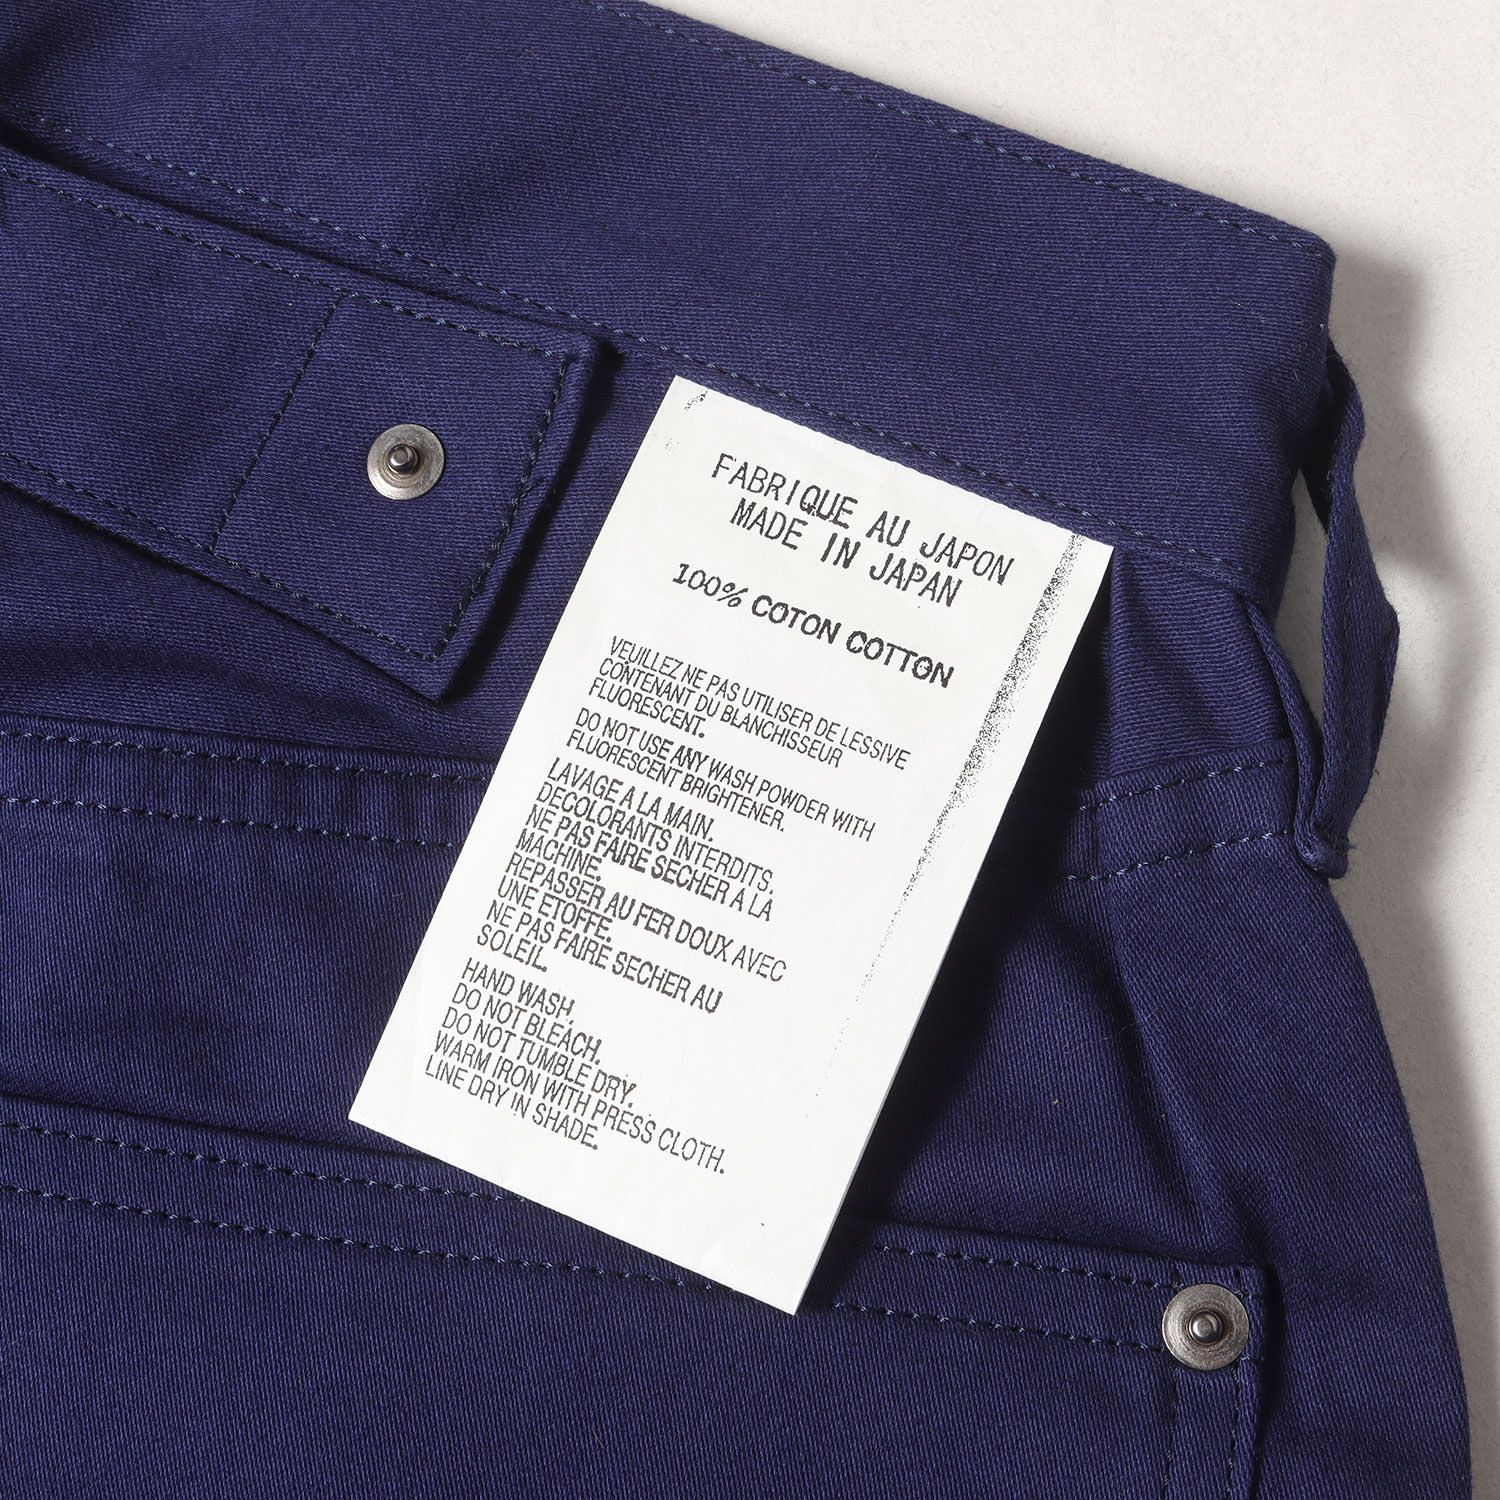 FABRIQUE AU JAPON
MADE IN JAPAN
100% COTON COTTON
VEUILLEZ NE PAS UTILISER DE LESSIVE
CONTENANT DU BLANCHISSEUR
FLUORESCENT.
DO NOT USE ANY WASH POWDER WITH
FLUORESCENT BRIGHTENER.
LAVAGE A LA MAIN.
DECOLORANTS INTERDITS.
NE PAS FAIRE SECHER A LA
MACHINE.
REPASSER AU FER DOUX AVEC
UNE ETOFFE.
NE PAS FAIRE SECHER AU
SOLEIL.
HAND WASH.
DO NOT BLEACH.
DO NOT TUMBLE DRY.
WARM IRON WITH PRESS CLOTH.
LINE DRY IN SHADE.